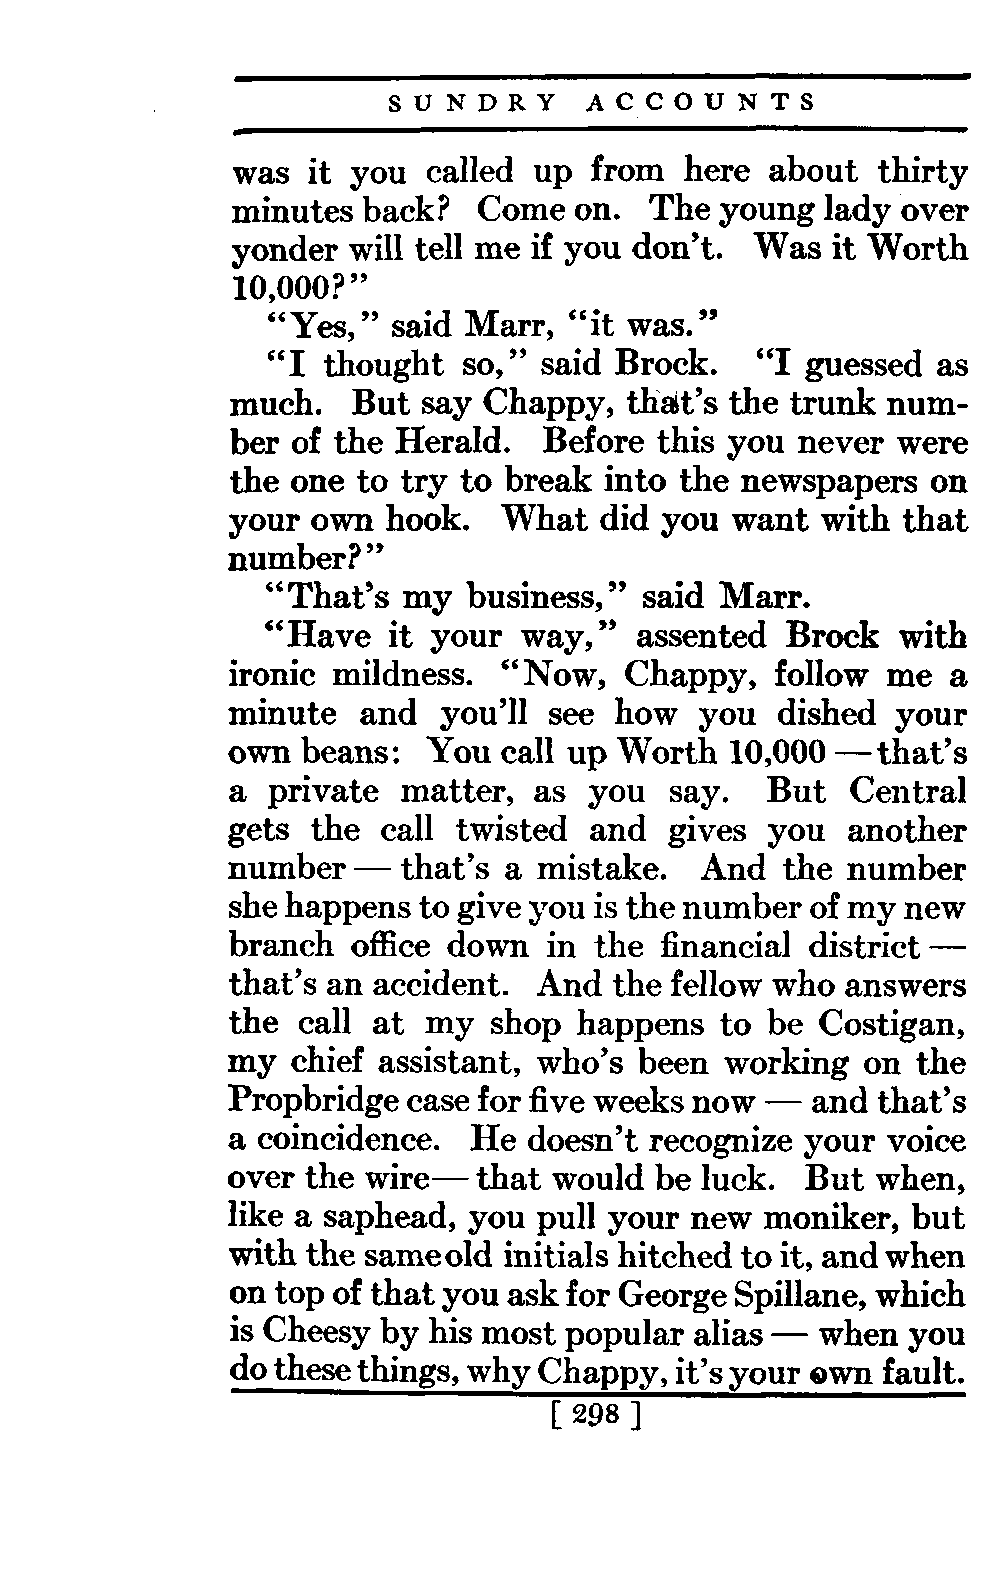 SUNDRY ACCOUNTS
was it you called up from here about thirty
minutes back? Come on. The young lady over
yonder will tell me if you don't. Was it Worth
10,000?"
"Yes," said Marr, "it was."
"I thought so," said Brock. "I guessed as
much. But say Chappy, that's the trunk num-
ber of the Herald. Before this you never were
the one to try to break into the newspapers on
your own hook. What did you want with that
number?"
"That's my business," said Marr.
"Have it your way," assented Brock with
ironic mildness. "Now, Chappy, follow me a
minute and you'll see how you dished your
own beans: You call up Worth 10,000 — that's
a private matter, as you say. But Central
gets the call twisted and gives you another
number — that's a mistake. And the number
she happens to give you is the number of my new
branch office down in the financial district —
that's an accident. And the fellow who answers
the call at my shop happens to be Costigan,
my chief assistant, who's been working on the
Propbridge case for five weeks now — and that's
a coincidence. He doesn't recognize your voice
over the wire — that would be luck. But when,
like a saphead, you pull your new moniker, but
with the same old initials hitched to it, and when
on top of that you ask for George Spillane, which
is Cheesy by his most popular alias — when you
do these things, why Chappy, it's your own fault.
[ 298 ]